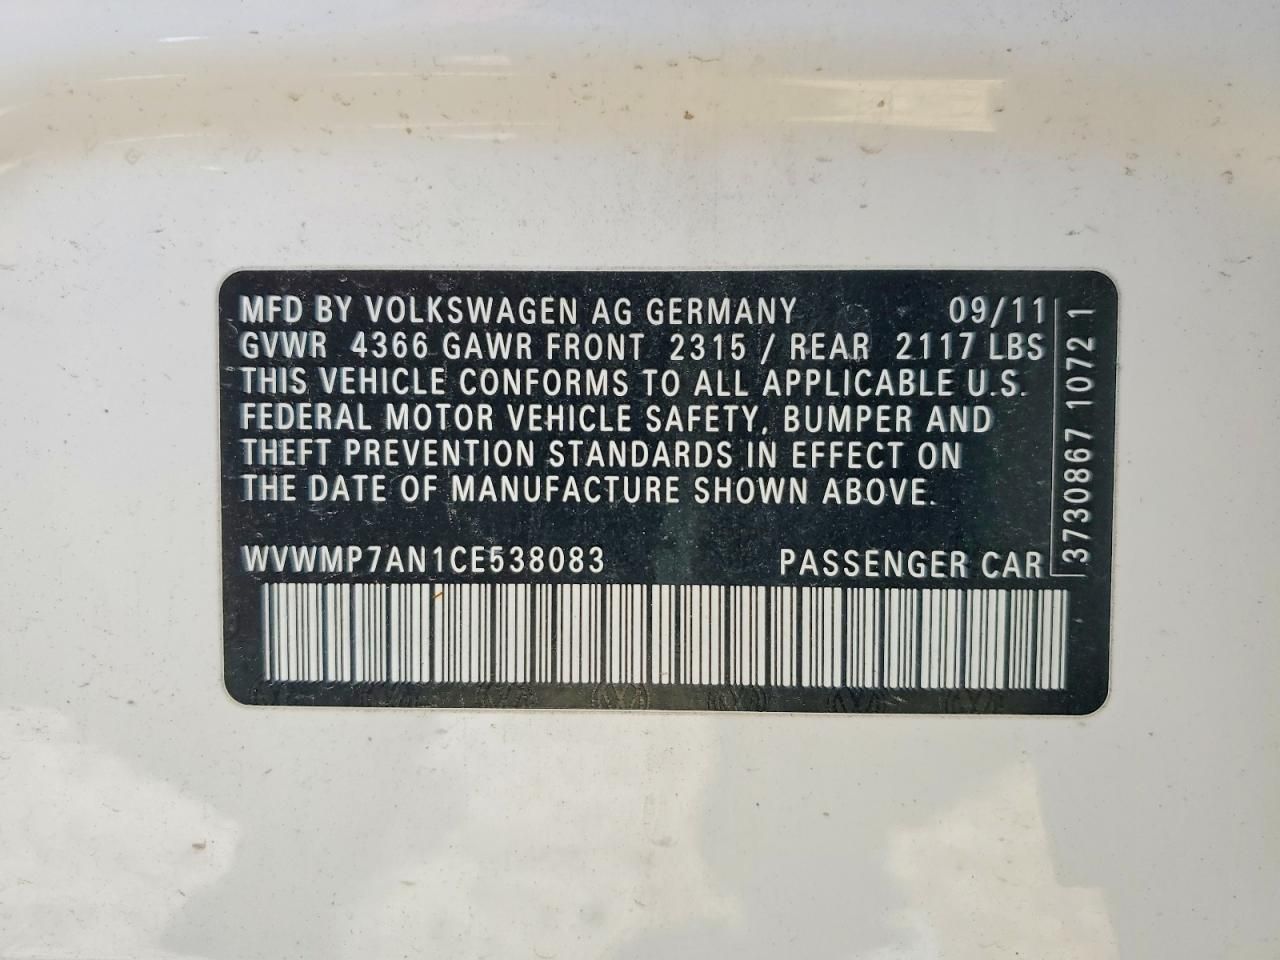 MFD BY VOLKSWAGEN AG GERMANY 09/11
GVWR 4366 GAWR FRONT 2315 / REAR 2117 LBS
THIS VEHICLE CONFORMS TO ALL APPLICABLE U.S.
FEDERAL MOTOR VEHICLE SAFETY, BUMPER AND
THEFT PREVENTION STANDARDS IN EFFECT ON
THE DATE OF MANUFACTURE SHOWN ABOVE.
WVWMP7AN1CE538083 PASSENGER CAR
3730867 1072 1